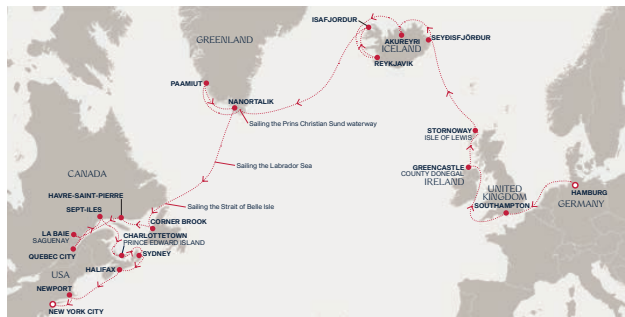 ISAFJORDUR
GREENLAND
AKUREYRI
ICELAND
SEYÐISFJÖRÐUR
REYKJAVIK
PAAMIUT
NANORTALIK
Sailing the Prins Christian Sund waterway
STORNOWAY
ISLE OF LEWIS
Sailing the Labrador Sea
GREENCASTLE
COUNTY DONEGAL
IRELAND
UNITED
KINGDOM
SOUTHAMPTON
HAMBURG
GERMANY
CANADA
HAVRE-SAINT-PIERRE
SEPT-ILES
Sailing the Strait of Belle Isle
CORNER BROOK
LA BAIE
SAGUENAY
CHARLOTTETOWN
PRINCE EDWARD ISLAND
QUEBEC CITY
SYDNEY
USA
HALIFAX
NEWPORT
NEW YORK CITY